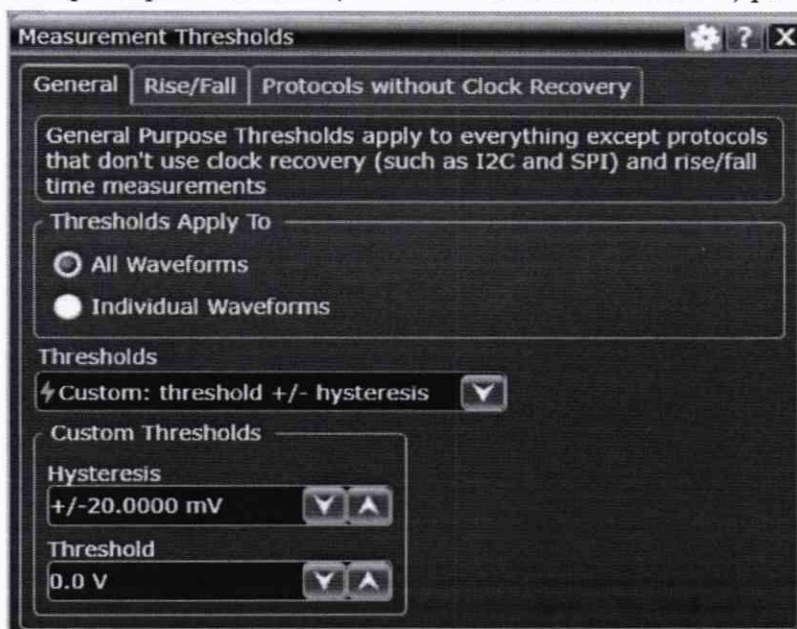 Measurement Thresholds ?  X
General Rise/Fall Protocols without Clock Recovery
General Purpose Thresholds apply to everything except protocols
that don't use clock recovery (such as I2C and SPI) and rise/fall
time measurements
Thresholds Apply To
All Waveforms
Individual Waveforms
Thresholds
Custom: threshold +/- hysteresis
Custom Thresholds
Hysteresis
+/-20.0000 mV
Threshold
0.0 V